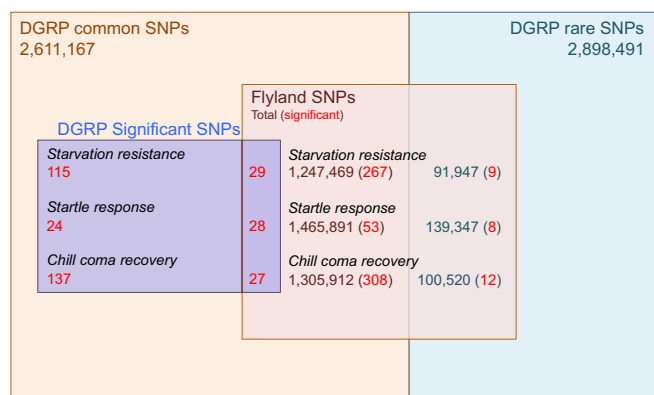 DGRP common SNPs
2,611,167
DGRP rare SNPs
2,898,491
Flyland SNPs
Total (significant)
DGRP Significant SNPs
Starvation resistance
115
29
Starvation resistance
1,247,469 (267)
91,947 (9)
Startle response
24
28
Startle response
1,465,891 (53)
139,347 (8)
Chill coma recovery
137
27
Chill coma recovery
1,305,912 (308)
100,520 (12)